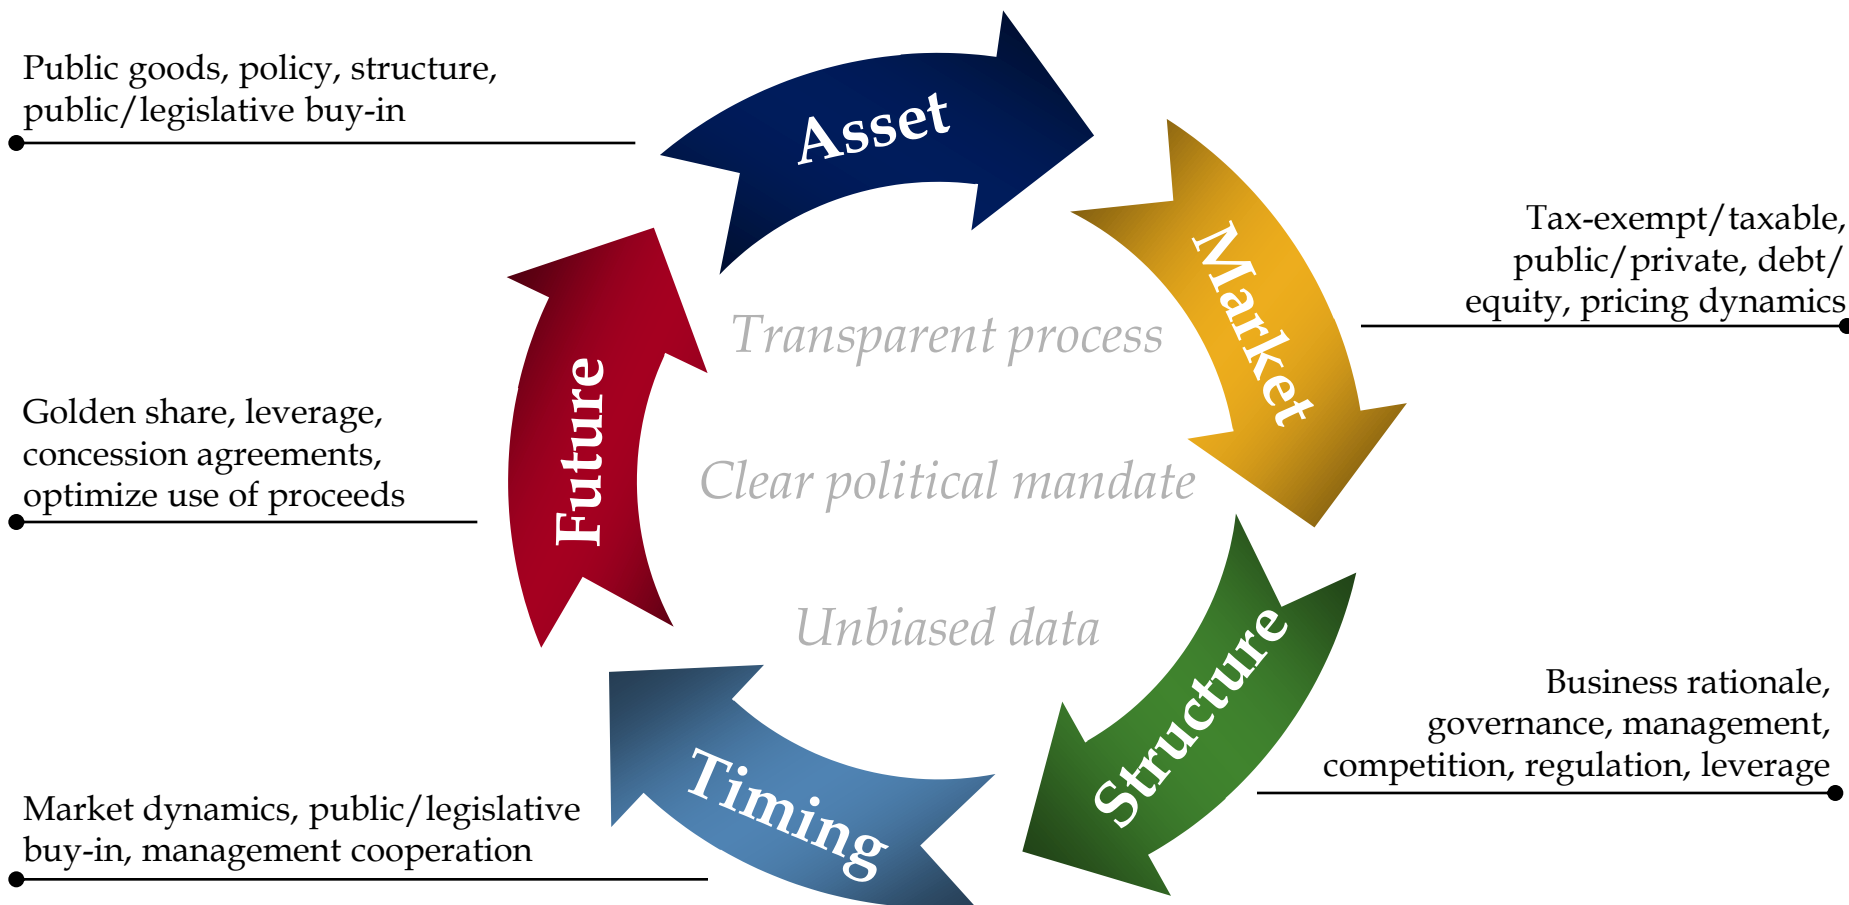 Public goods, policy, structure,
public/legislative buy-in
Asset
Market
Tax-exempt/taxable,
public/private, debt/
equity, pricing dynamics
Transparent process
Clear political mandate
Unbiased data
Future
Golden share, leverage,
concession agreements,
optimize use of proceeds
Structure
Business rationale,
governance, management,
competition, regulation, leverage
Timing
Market dynamics, public/legislative
buy-in, management cooperation